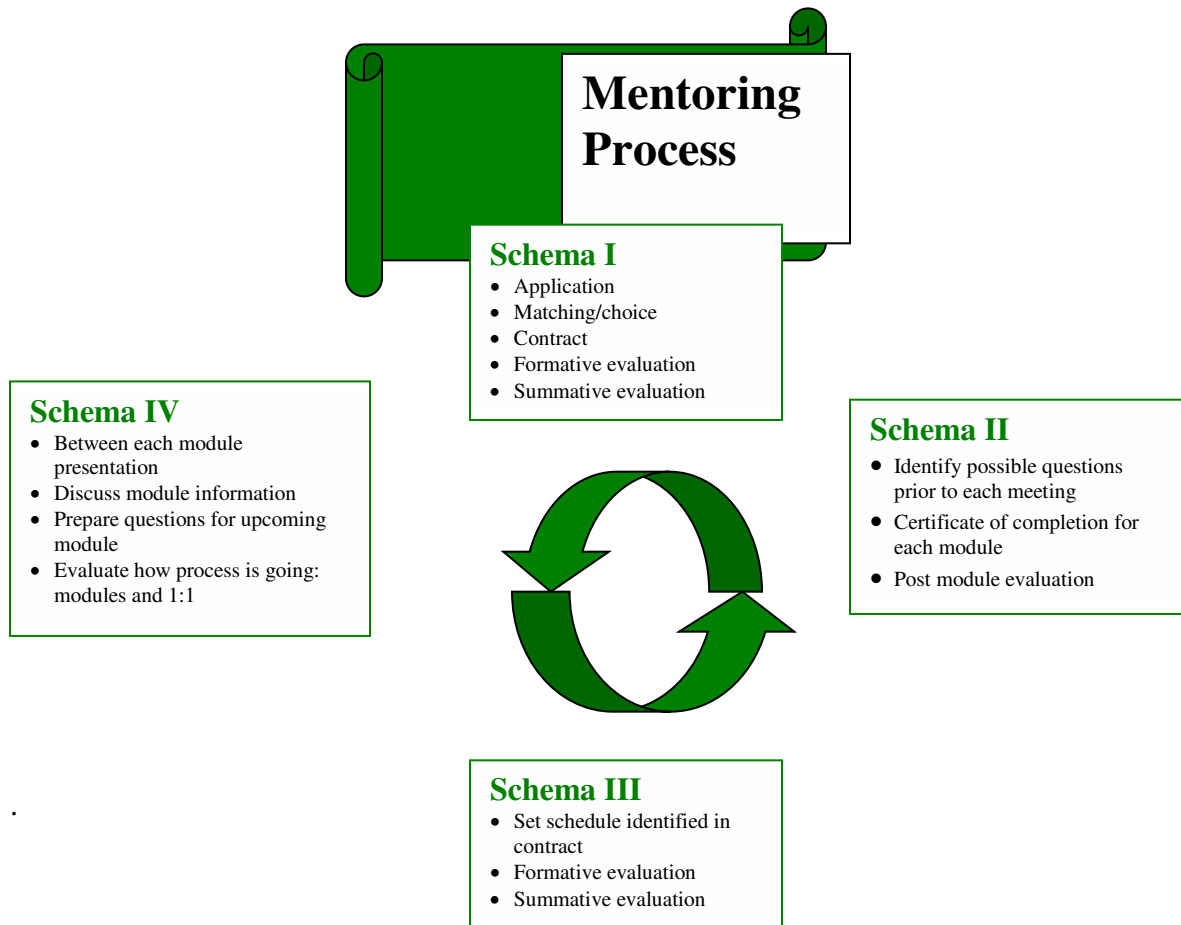 Mentoring
Process
Schema I
• Application
• Matching/choice
• Contract
• Formative evaluation
• Summative evaluation
Schema IV
• Between each module
presentation
• Discuss module information
• Prepare questions for upcoming
module
• Evaluate how process is going:
modules and 1:1
Schema II
• Identify possible questions
prior to each meeting
• Certificate of completion for
each module
• Post module evaluation
.
Schema III
• Set schedule identified in
contract
• Formative evaluation
• Summative evaluation